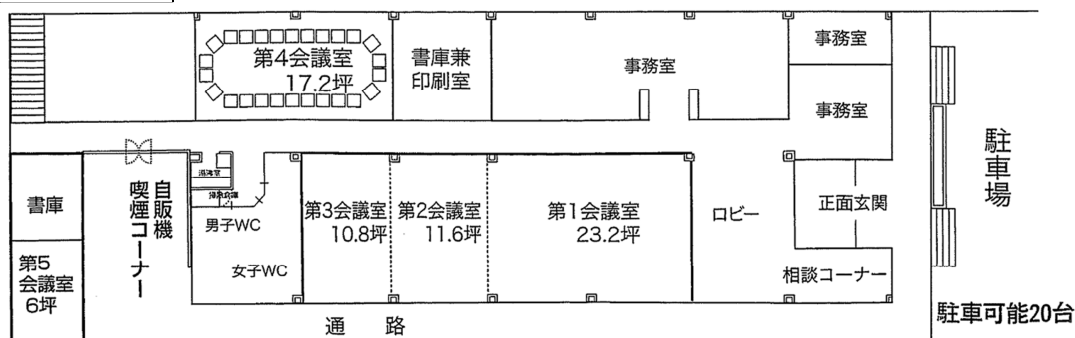 第4会議室
17.2坪
書庫兼
印刷室
事務室
事務室
事務室
駐車場
書庫
第5
会議室
6坪
自販機
喫煙コーナー
湯沸室
男子WC
女子WC
第3会議室
10.8坪
第2会議室
11.6坪
第1会議室
23.2坪
ロビー
正面玄関
相談コーナー
通 路
駐車可能20台